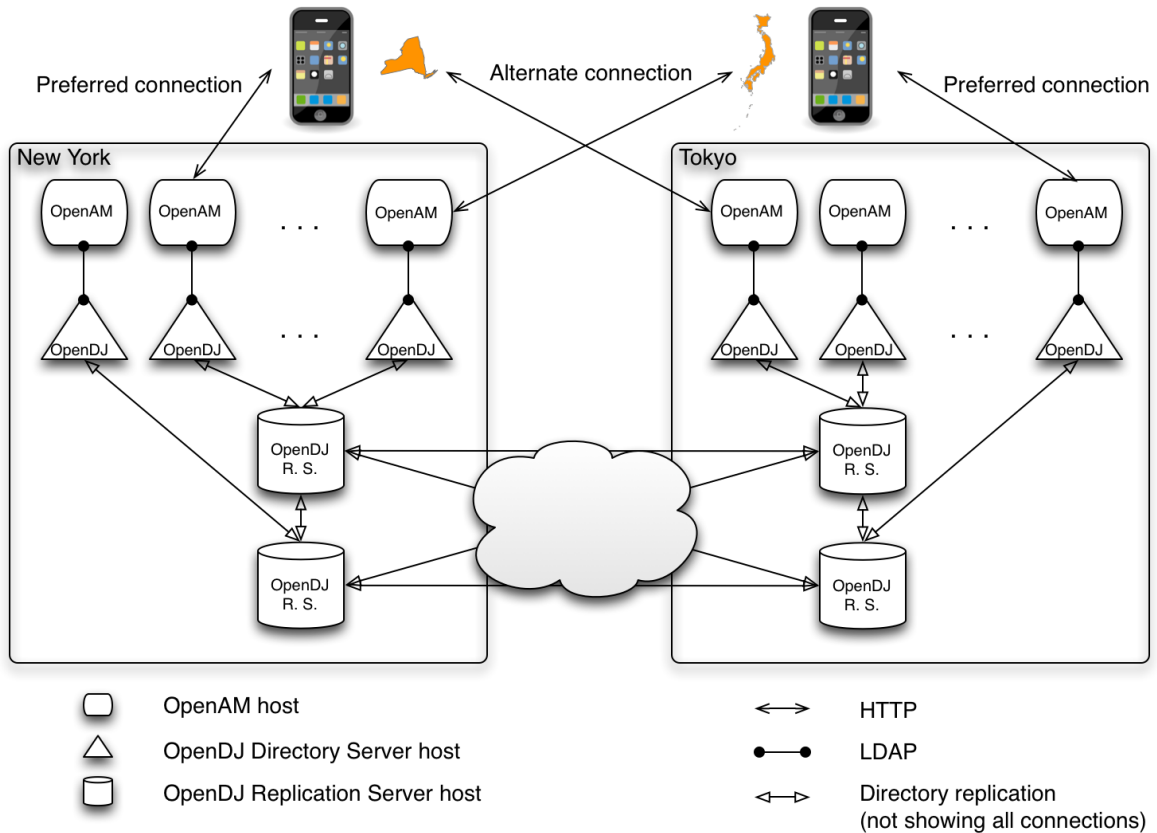 Preferred connection
Alternate connection
Preferred connection
New York
Tokyo
OpenAM
OpenAM
. . .
OpenAM
OpenAM
OpenAM
. . .
OpenAM
OpenDJ
OpenDJ
. . .
OpenDJ
OpenDJ
OpenDJ
. . .
OpenDJ
OpenDJ
R. S.
OpenDJ
R. S.
OpenDJ
R. S.
OpenDJ
R. S.
OpenAM host
OpenDJ Directory Server host
OpenDJ Replication Server host
HTTP
LDAP
Directory replication
(not showing all connections)